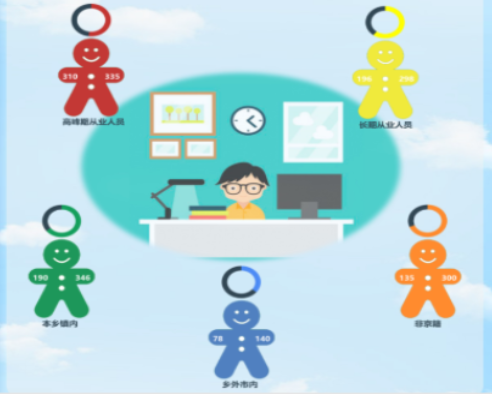 310 335
高峰期从业人员
196 299
长期从业人员
190 346
本乡镇内
135 300
非京籍
78 140
乡外市内